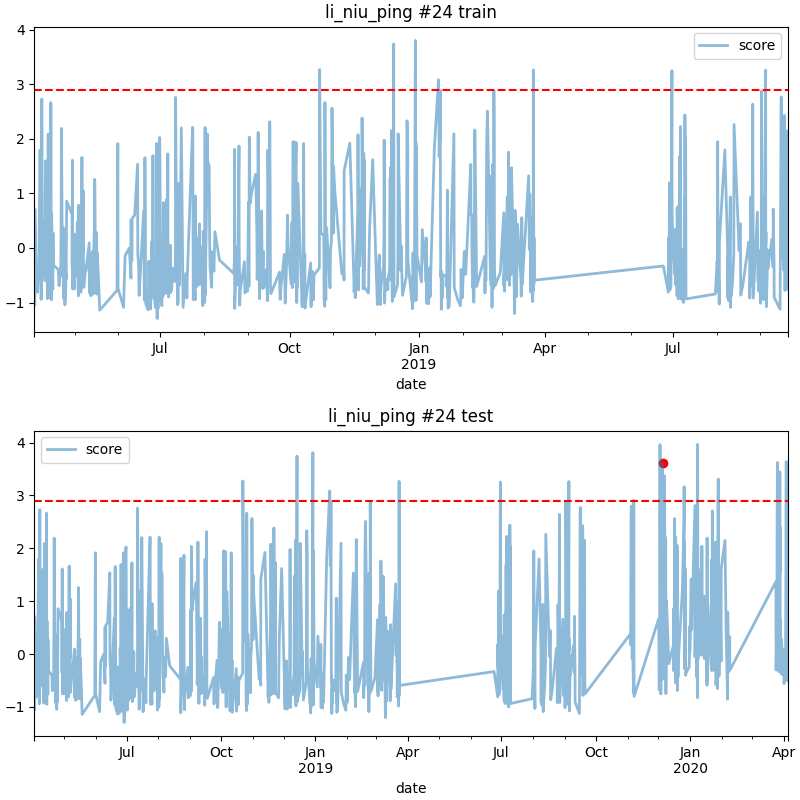 li_niu_ping #24 train
score
4
3
2
1
0
−1
Jul
Oct
Jan
2019
Apr
Jul
date
li_niu_ping #24 test
score
4
3
2
1
0
−1
Jul
Oct
Jan
2019
Apr
Jul
Oct
Jan
2020
Apr
date